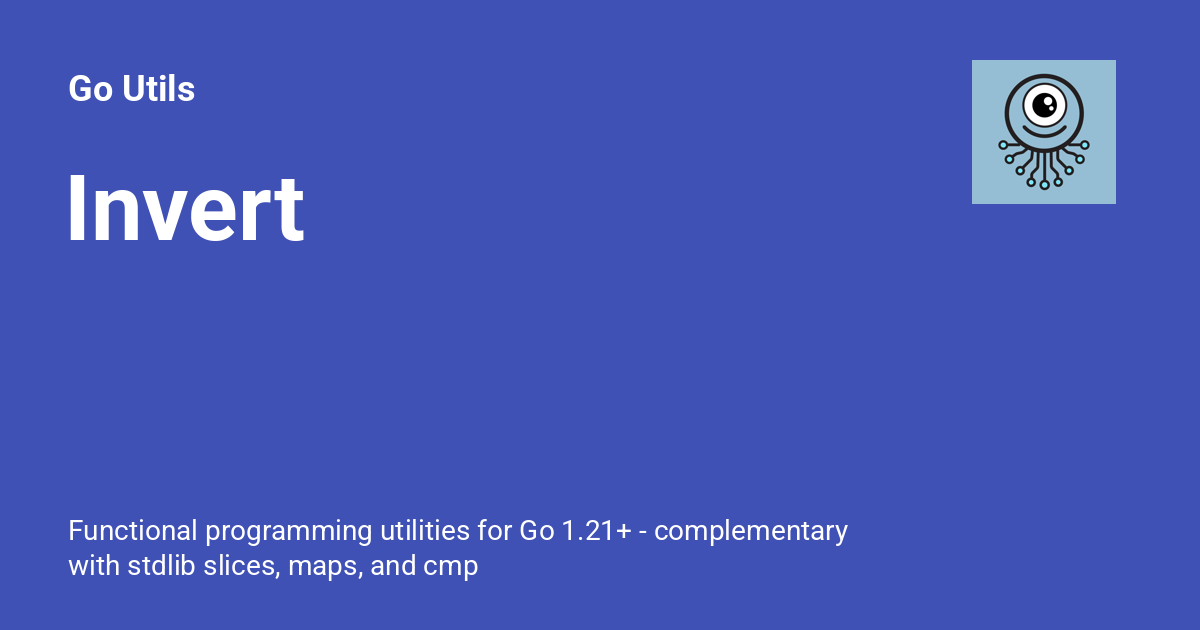 Go Utils
Invert
Functional programming utilities for Go 1.21+ - complementary
with stdlib slices, maps, and cmp